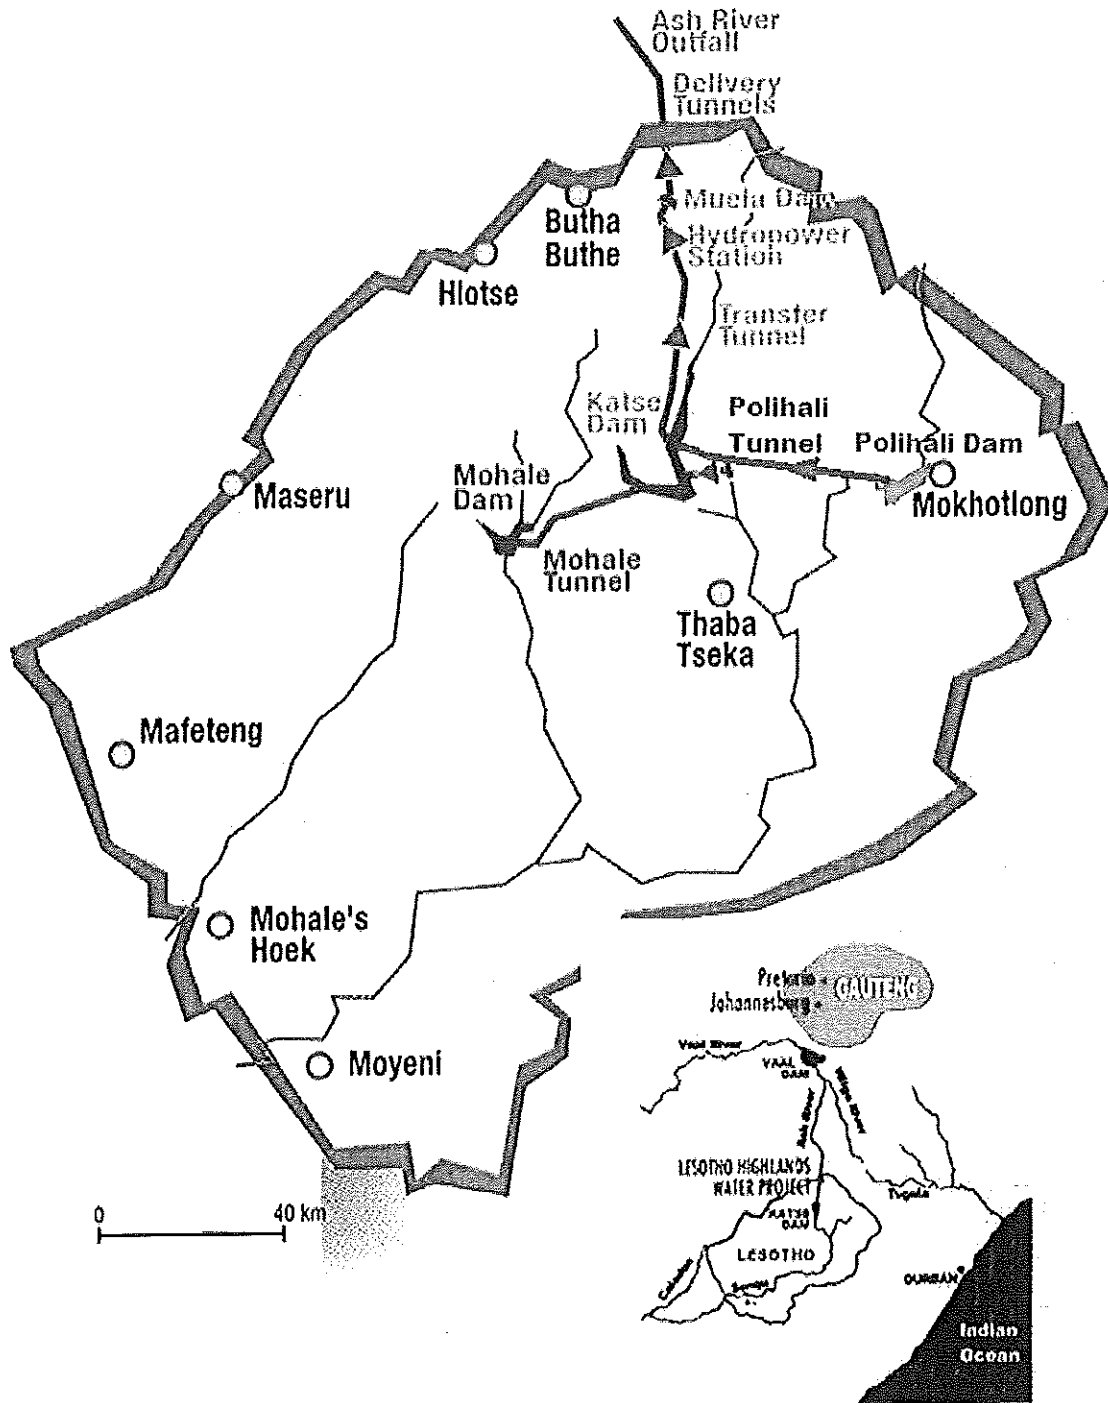 Ash River
Outfall
Delivery
Tunnels
Muela Dam
Hydropower
Station
Butha
Buthe
Hlotse
Transfer
Tunnel
Katse
Dam
Polihali
Tunnel
Polihali Dam
Mokhotlong
Mohale
Dam
Maseru
Mohale
Tunnel
Thaba
Tseka
Mafeteng
Mohale's
Hoek
Moyeni
0
40 km
Johannesburg
GAUTENG
Vaal River
VAAL
DAM
Ash River
LESOTHO HIGHLANDS
WATER PROJECT
KATSE
DAM
LESOTHO
Tugela
DURBAN
Indian
Ocean